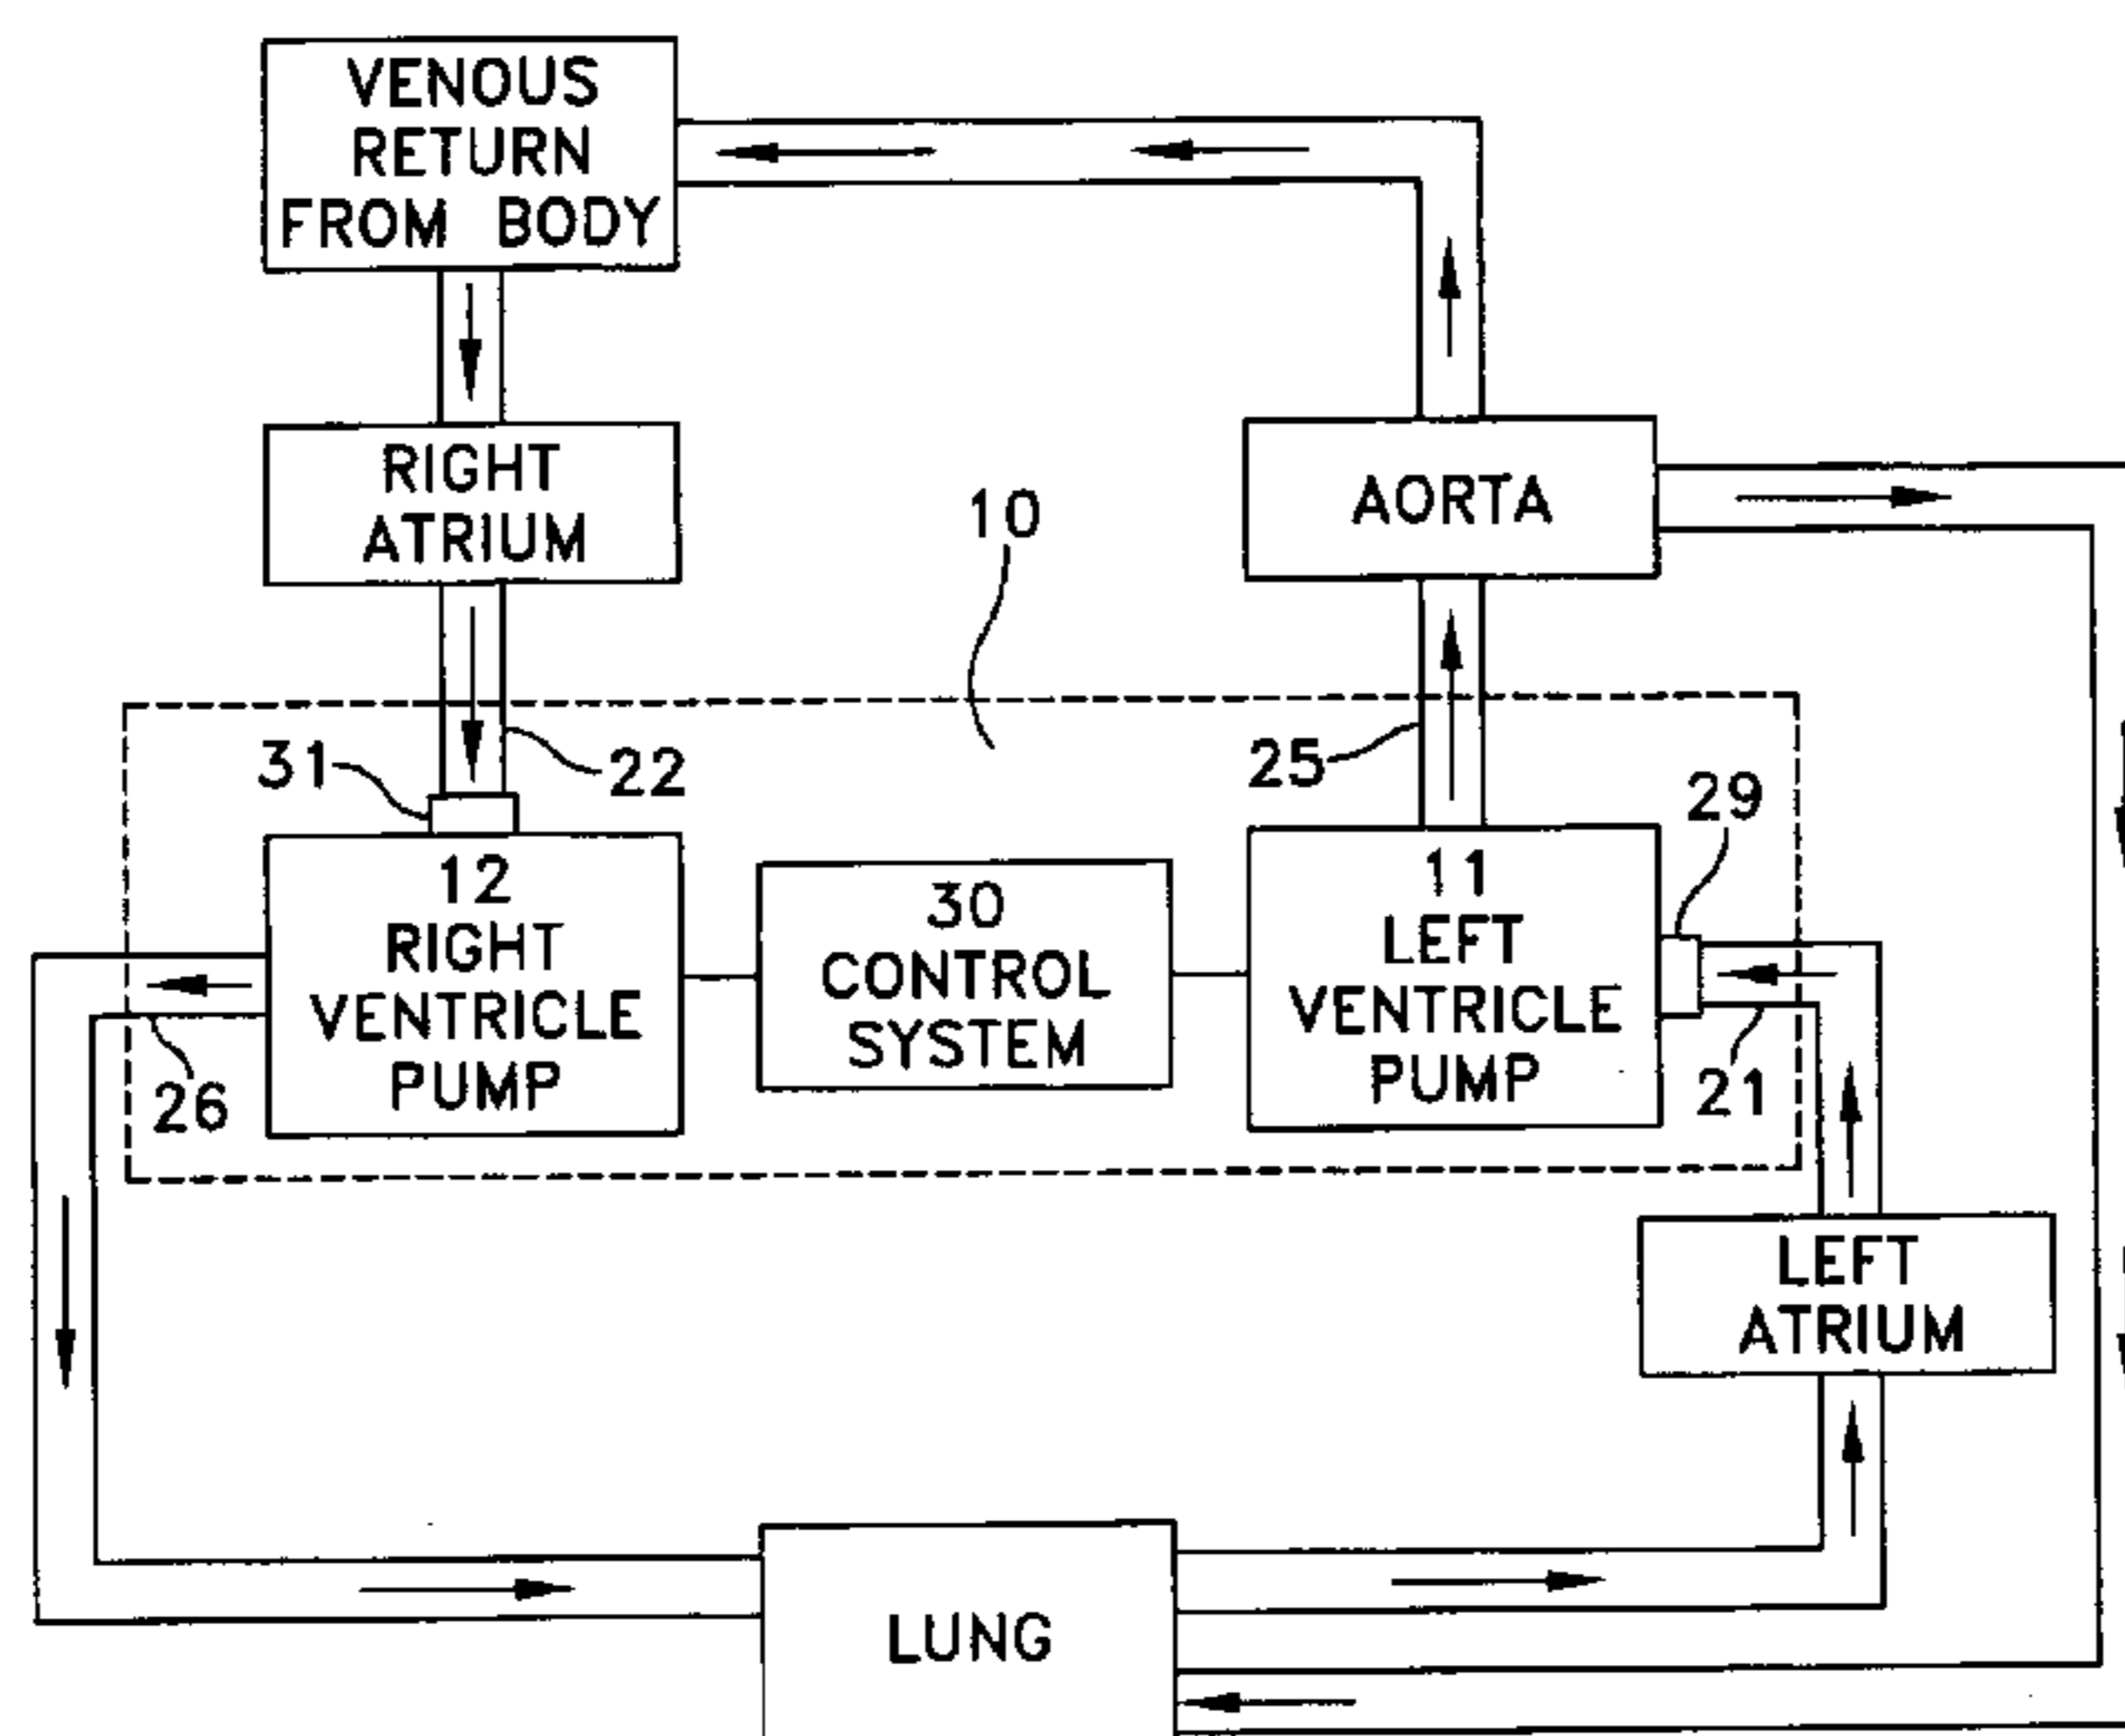 VENOUS
RETURN
FROM BODY
RIGHT
ATRIUM
10
AORTA
31
22
25
29
12
RIGHT
VENTRICLE
PUMP
30
CONTROL
SYSTEM
11
LEFT
VENTRICLE
PUMP
26
21
LEFT
ATRIUM
LUNG